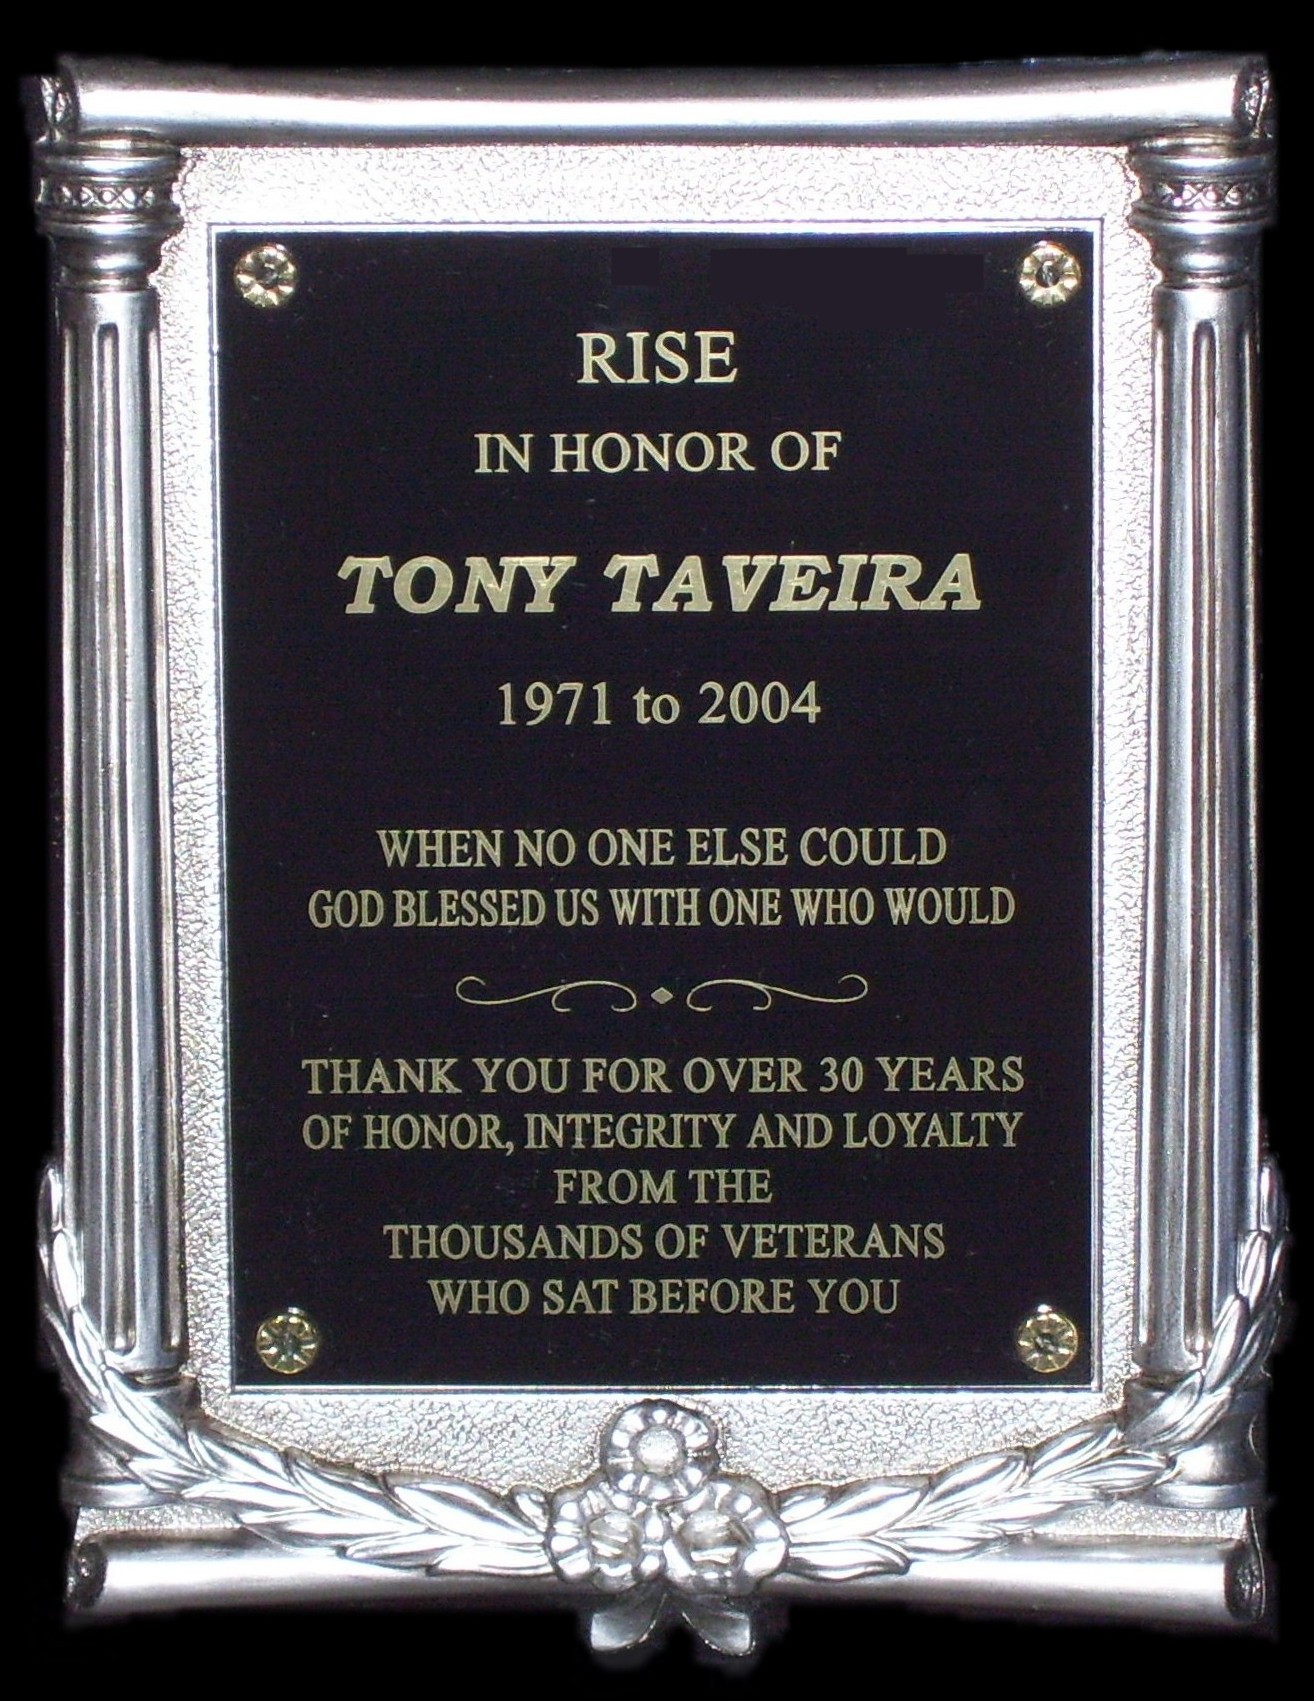 RISE
IN HONOR OF
TONY TAVEIRA
1971 to 2004
WHEN NO ONE ELSE COULD
GOD BLESSED US WITH ONE WHO WOULD
THANK YOU FOR OVER 30 YEARS
OF HONOR, INTEGRITY AND LOYALTY
FROM THE
THOUSANDS OF VETERANS
WHO SAT BEFORE YOU